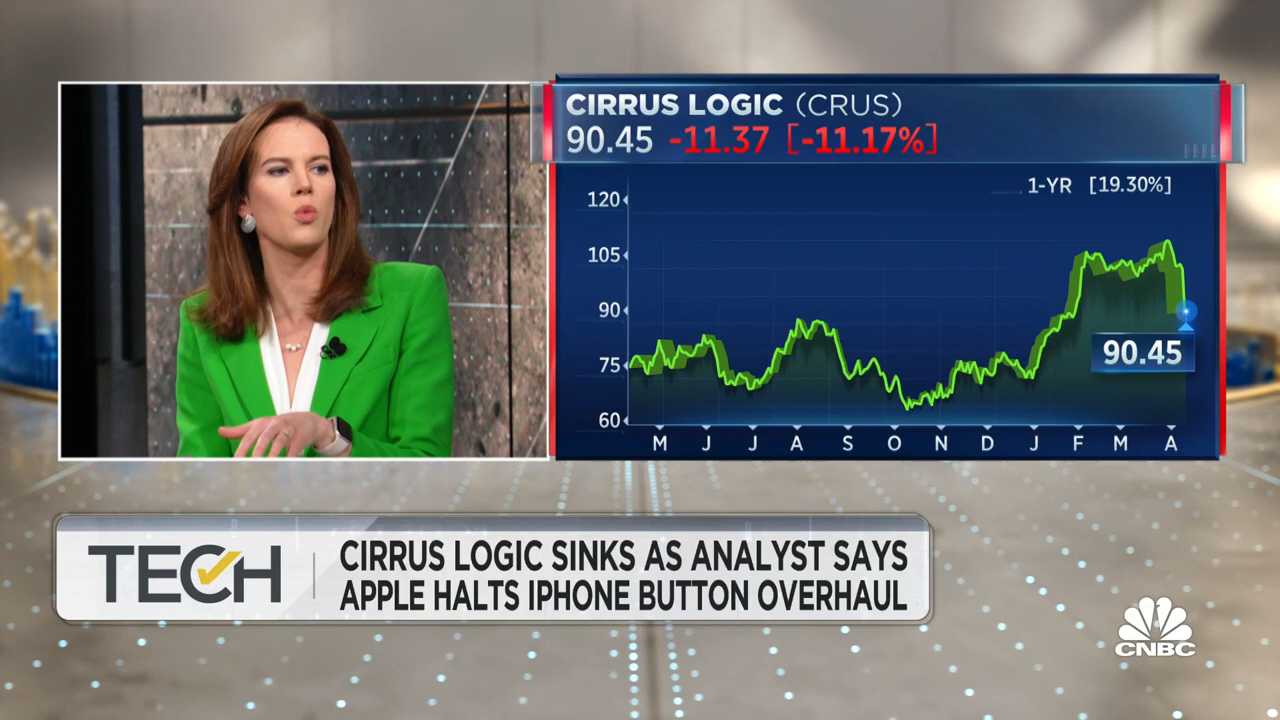 CIRRUS LOGIC (CRUS)
90.45 -11.37 [-11.17%]
1-YR [19.30%]
120
105
90
75
60
90.45
M J J A S O N D J F M A
TECH
CIRRUS LOGIC SINKS AS ANALYST SAYS
APPLE HALTS IPHONE BUTTON OVERHAUL
CNBC